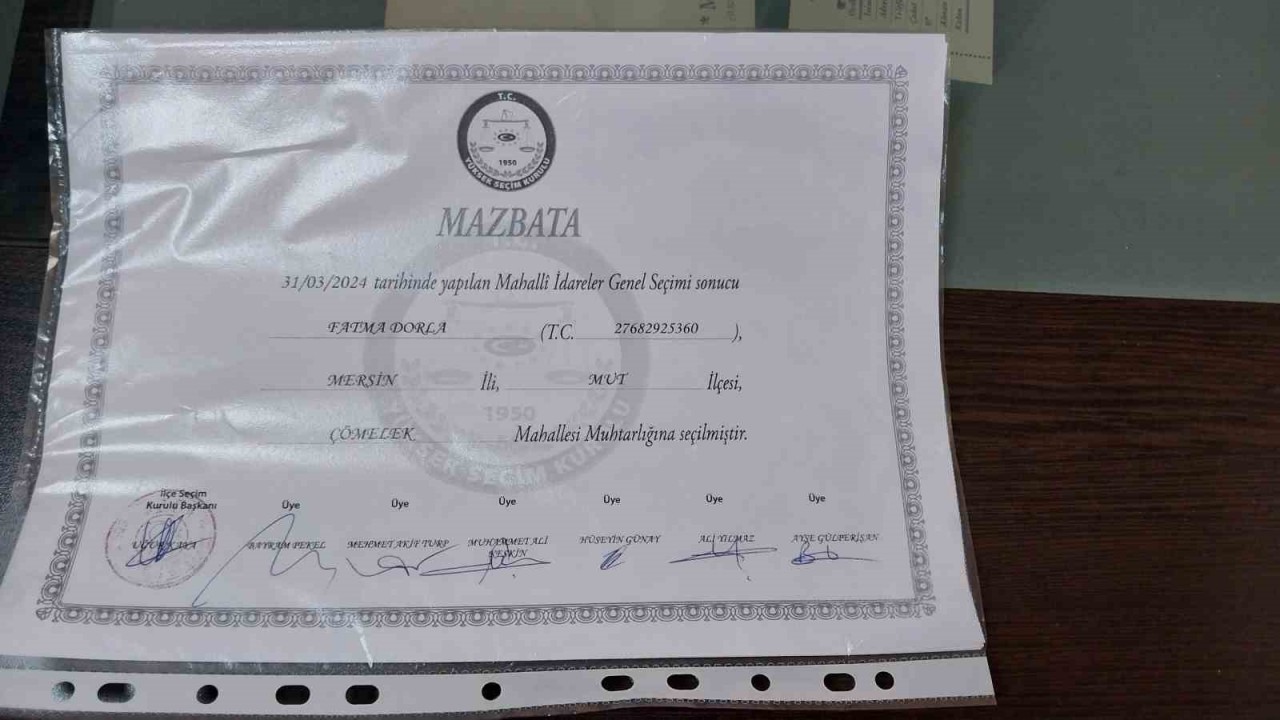 T.C.
1950
YÜKSEK SEÇİM KURULU
MAZBATA
31/03/2024 tarihinde yapılan Mahallî İdareler Genel Seçimi sonucu
FATMA DORLA (T.C. 27682925360 ),
MERSİN İli, MUT İlçesi,
ÇÖMELEK Mahallesi Muhtarlığına seçilmiştir.
1950
İlçe Seçim
Kurulu Başkanı Üye Üye Üye Üye Üye Üye
BAYRAM PEKEL MEHMET AKİF TURP MUHAMMET ALİ KESKİN HÜSEYİN GÜNAY ALİ YILMAZ AYŞE GÜLPERİŞAN